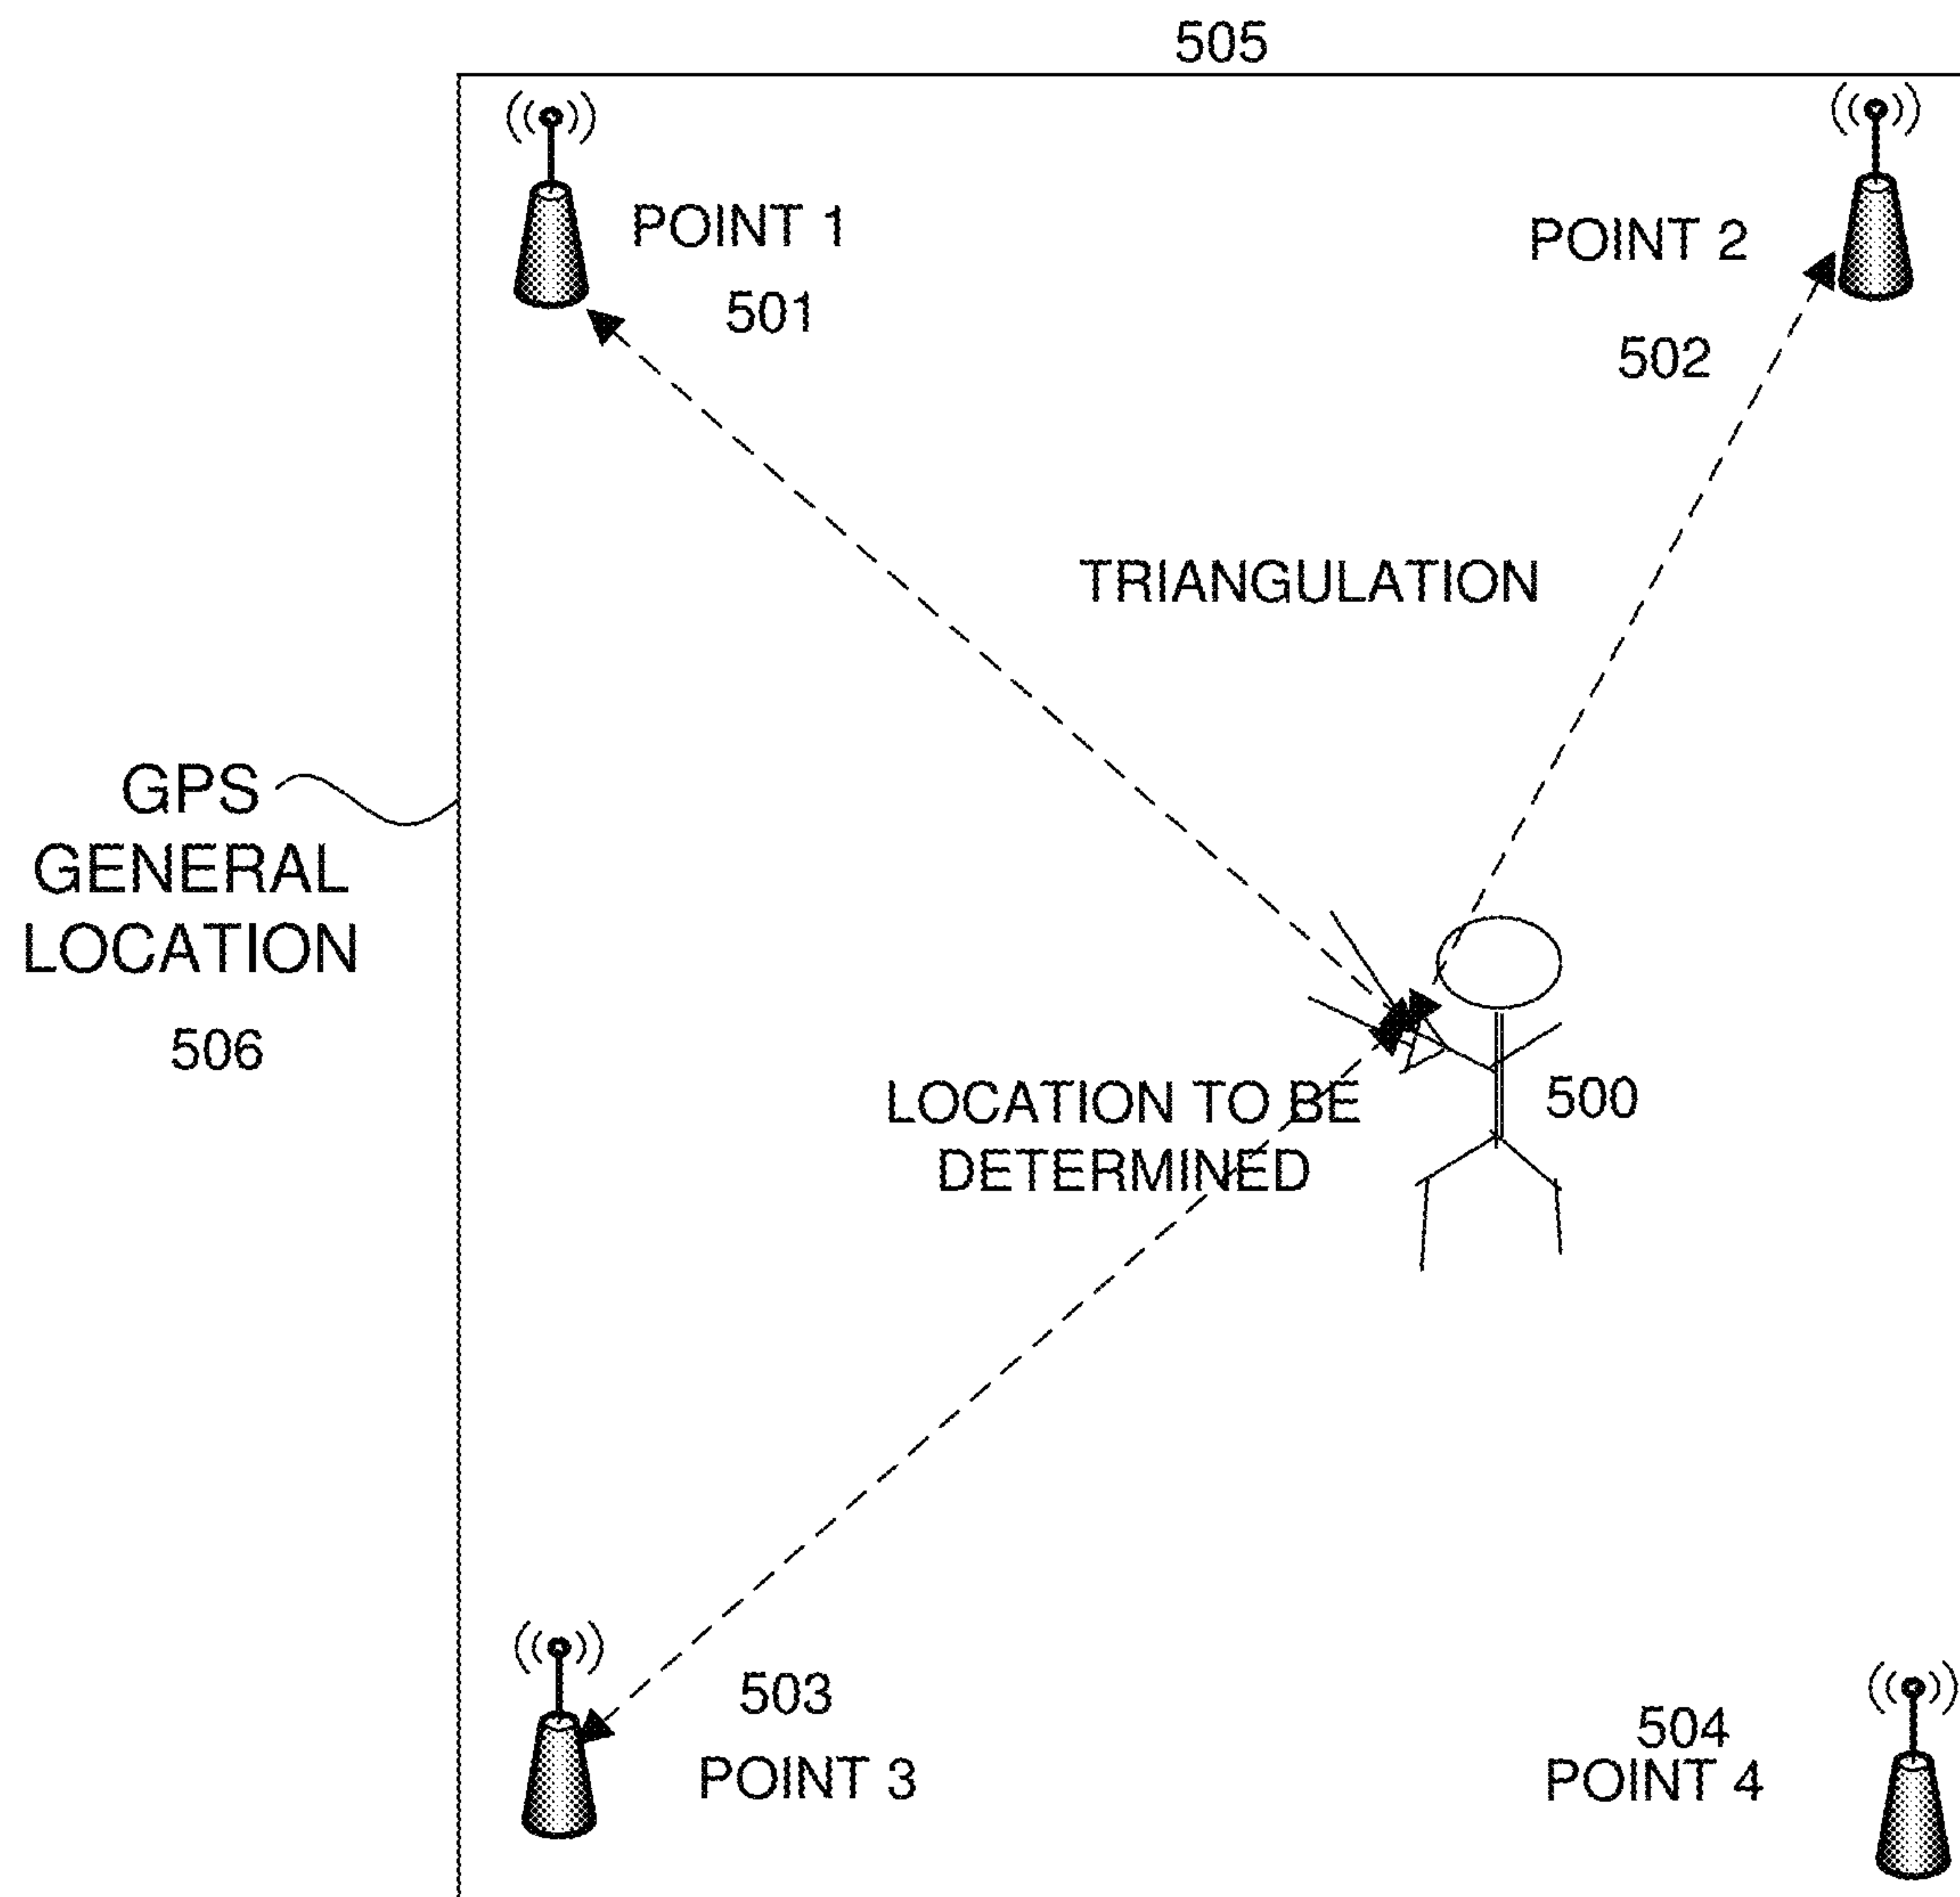 505
POINT 1
501
POINT 2
502
TRIANGULATION
GPS
GENERAL
LOCATION
506
LOCATION TO BE
DETERMINED
500
503
POINT 3
504
POINT 4